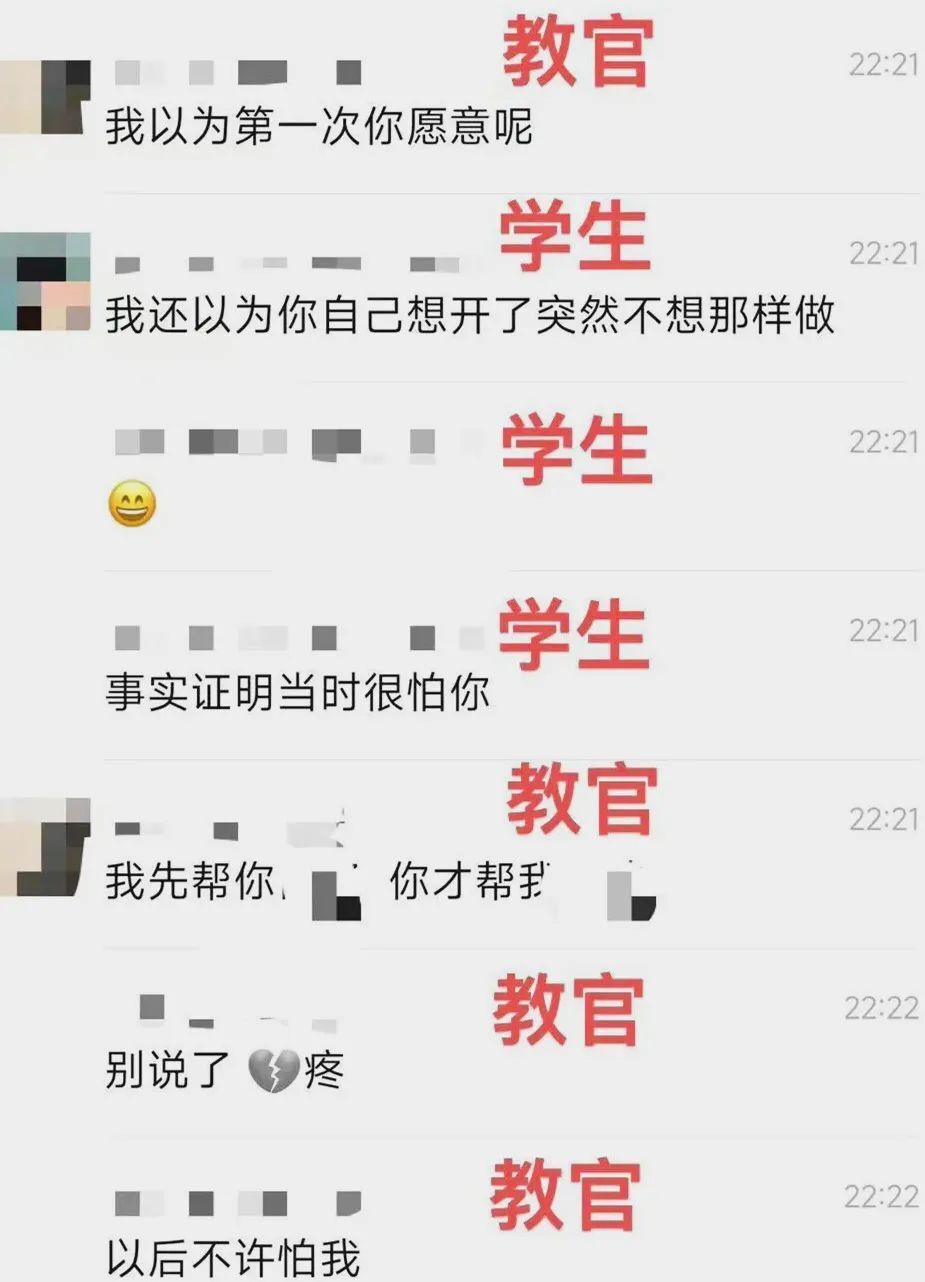 教官
22:21
我以为第一次你愿意呢
学生
22:21
我还以为你自己想开了突然不想那样做
学生
22:21
😄
学生
22:21
事实证明当时很怕你
教官
22:21
我先帮你 你才帮我
教官
22:22
别说了 💔疼
教官
22:22
以后不许怕我